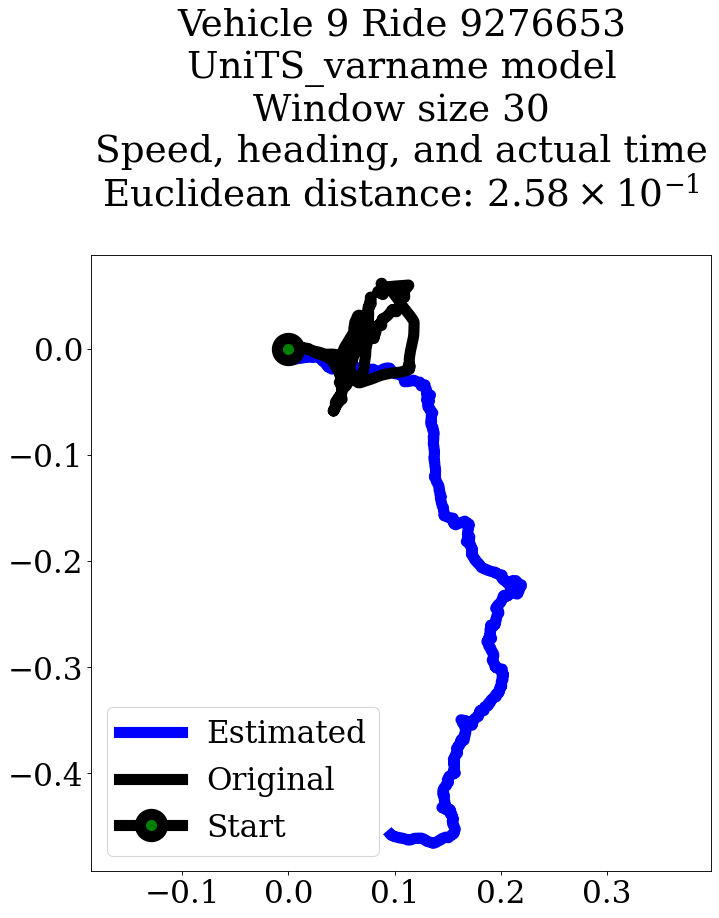 Vehicle 9 Ride 9276653
UniTS_varname model
Window size 30
Speed, heading, and actual time
Euclidean distance: 2.58 × 10⁻¹
0.0
−0.1
−0.2
−0.3
−0.4
Estimated
Original
Start
−0.1 0.0 0.1 0.2 0.3